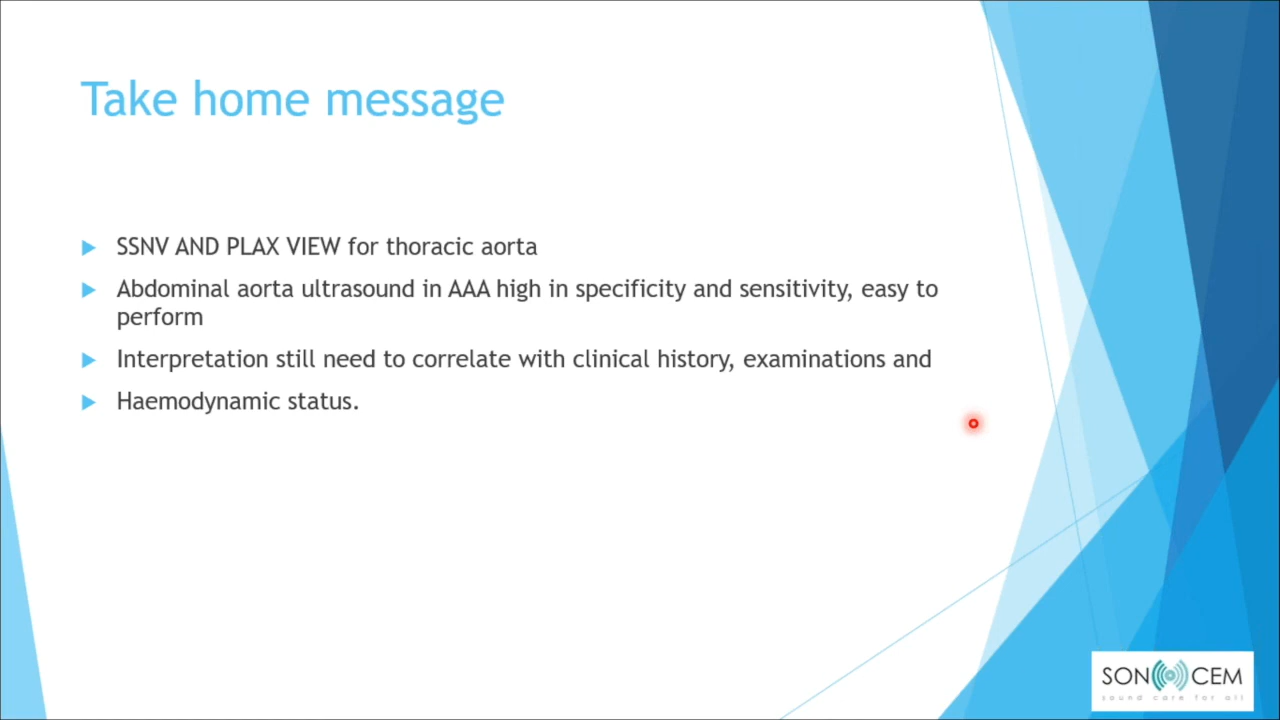 Take home message
SSNV AND PLAX VIEW for thoracic aorta
Abdominal aorta ultrasound in AAA high in specificity and sensitivity, easy to
perform
Interpretation still need to correlate with clinical history, examinations and
Haemodynamic status.
SON CEM
sound care for all